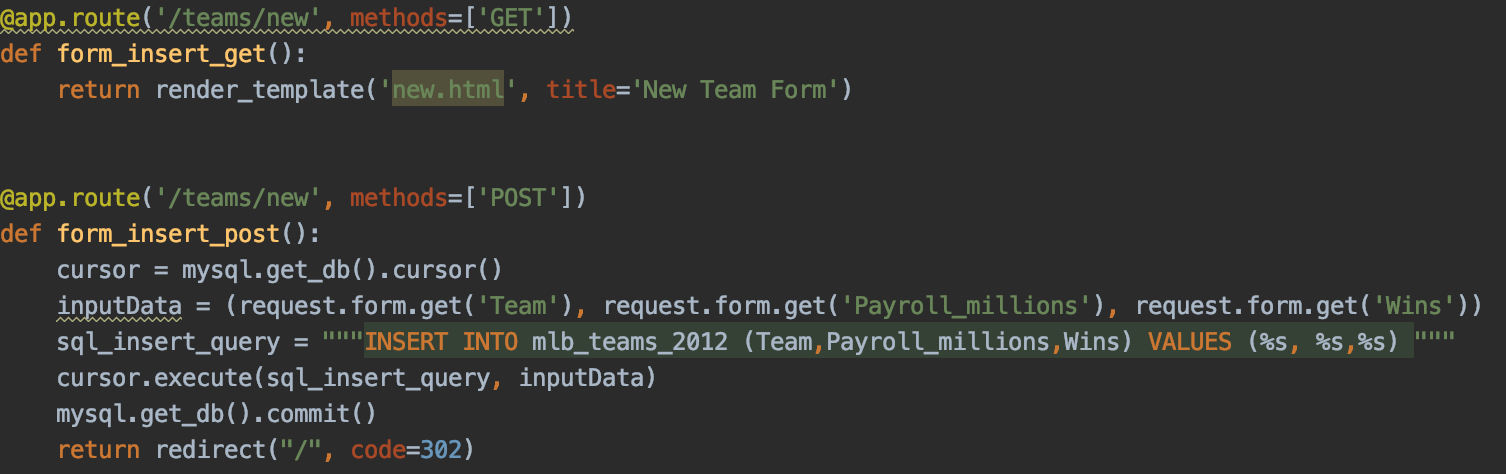 @app.route('/teams/new', methods=['GET'])
def form_insert_get():
    return render_template('new.html', title='New Team Form')
@app.route('/teams/new', methods=['POST'])
def form_insert_post():
    cursor = mysql.get_db().cursor()
    inputData = (request.form.get('Team'), request.form.get('Payroll_millions'), request.form.get('Wins'))
    sql_insert_query = """INSERT INTO mlb_teams_2012 (Team,Payroll_millions,Wins) VALUES (%s, %s,%s) """
    cursor.execute(sql_insert_query, inputData)
    mysql.get_db().commit()
    return redirect("/", code=302)